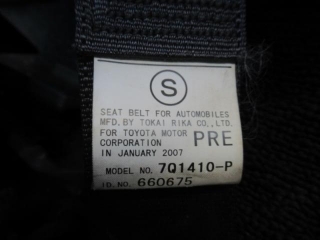 S
SEAT BELT FOR AUTOMOBILES
MFD. BY TOKAI RIKA CO., LTD.
FOR TOYOTA MOTOR
CORPORATION PRE
IN JANUARY 2007
MODEL NO. 7Q1410-P
ID. NO. 660675